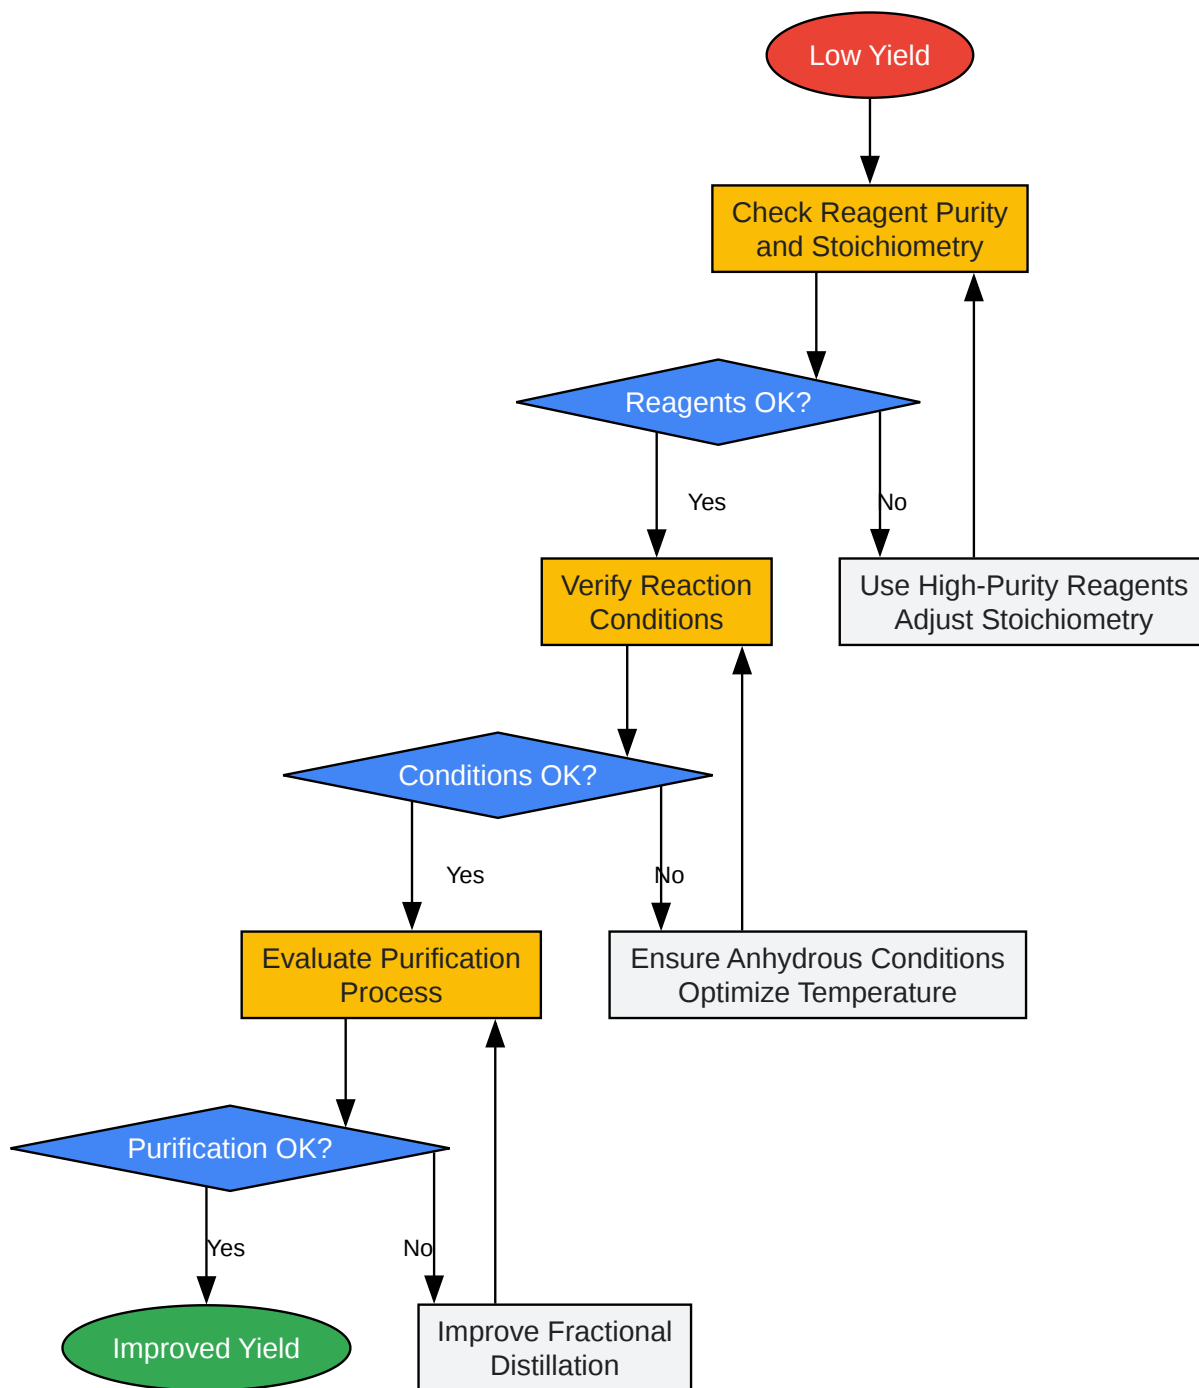 Low Yield
Check Reagent Purity
and Stoichiometry
Reagents OK?
Yes
No
Verify Reaction
Conditions
Use High-Purity Reagents
Adjust Stoichiometry
Conditions OK?
Yes
No
Evaluate Purification
Process
Ensure Anhydrous Conditions
Optimize Temperature
Purification OK?
Yes
No
Improved Yield
Improve Fractional
Distillation